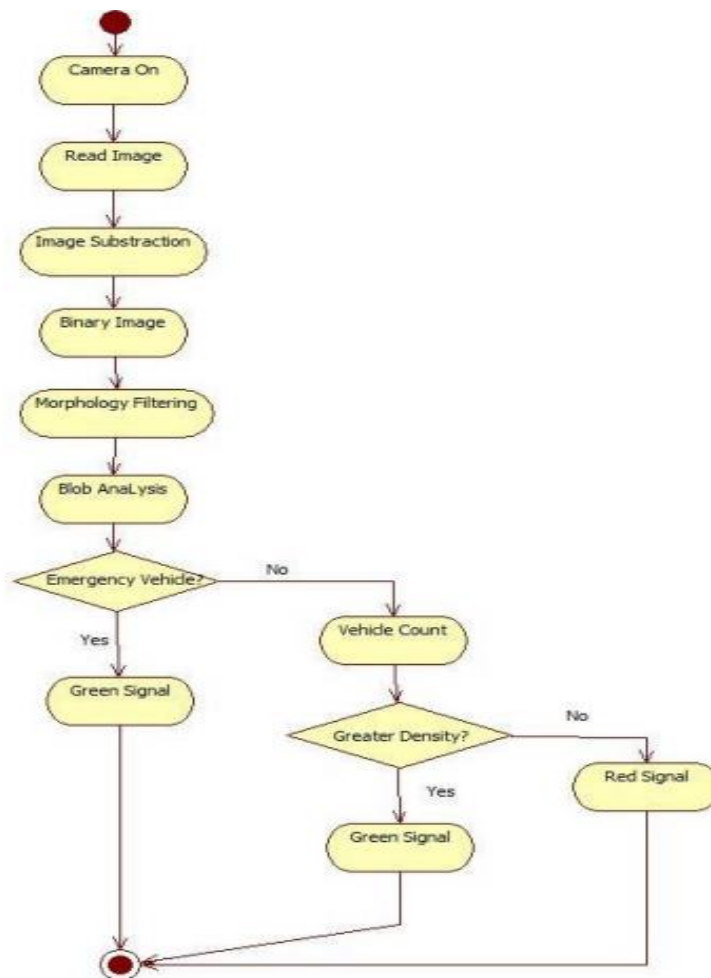 Camera On
Read Image
Image Substraction
Binary Image
Morphology Filtering
Blob AnaLysis
Emergency Vehicle?
No
Yes
Vehicle Count
Green Signal
Greater Density?
No
Yes
Red Signal
Green Signal